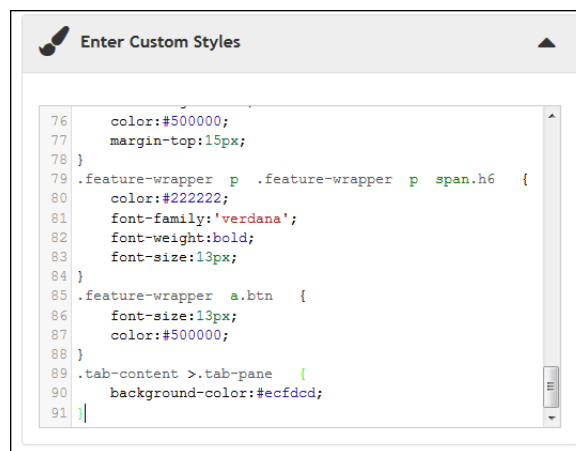 Enter Custom Styles
76 color:#500000;
77 margin-top:15px;
78 }
79 .feature-wrapper p .feature-wrapper p span.h6 {
80 color:#222222;
81 font-family:'verdana';
82 font-weight:bold;
83 font-size:13px;
84 }
85 .feature-wrapper a.btn {
86 font-size:13px;
87 color:#500000;
88 }
89 .tab-content >.tab-pane {
90 background-color:#ecfdcd;
91 }